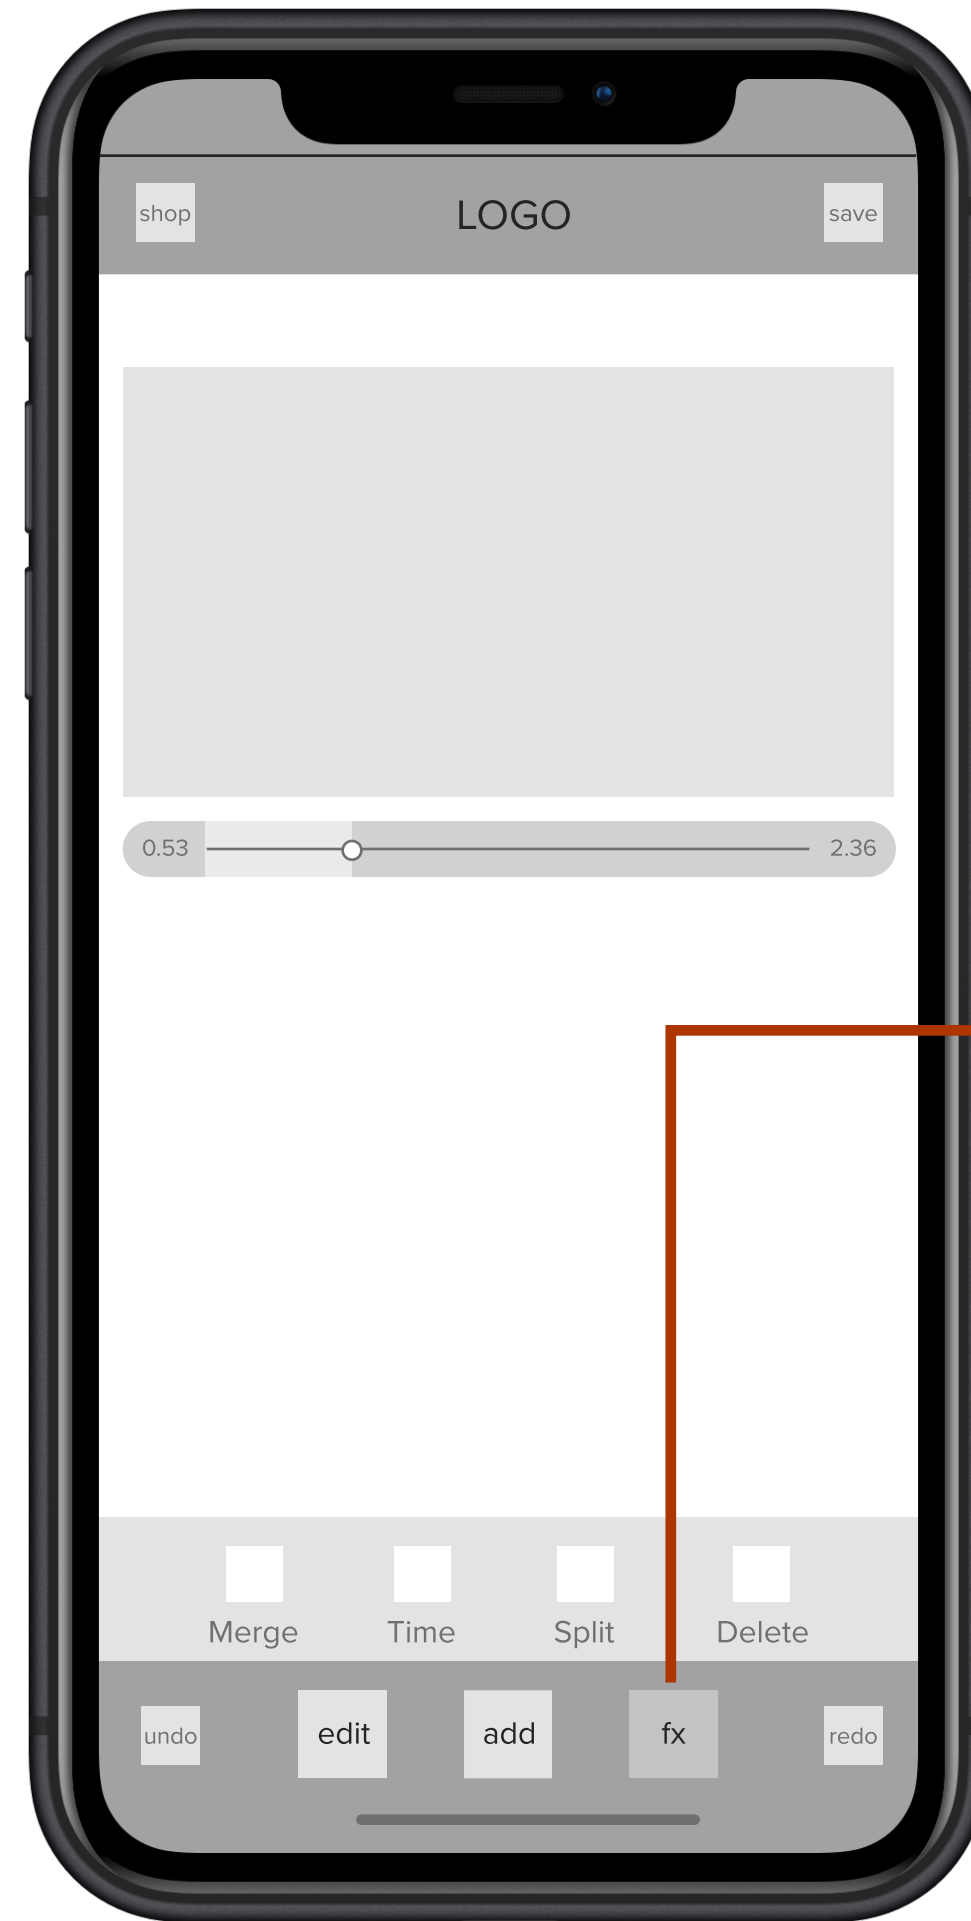 shop
LOGO
save
0.53
2.36
Merge
Time
Split
Delete
undo
edit
add
fx
redo